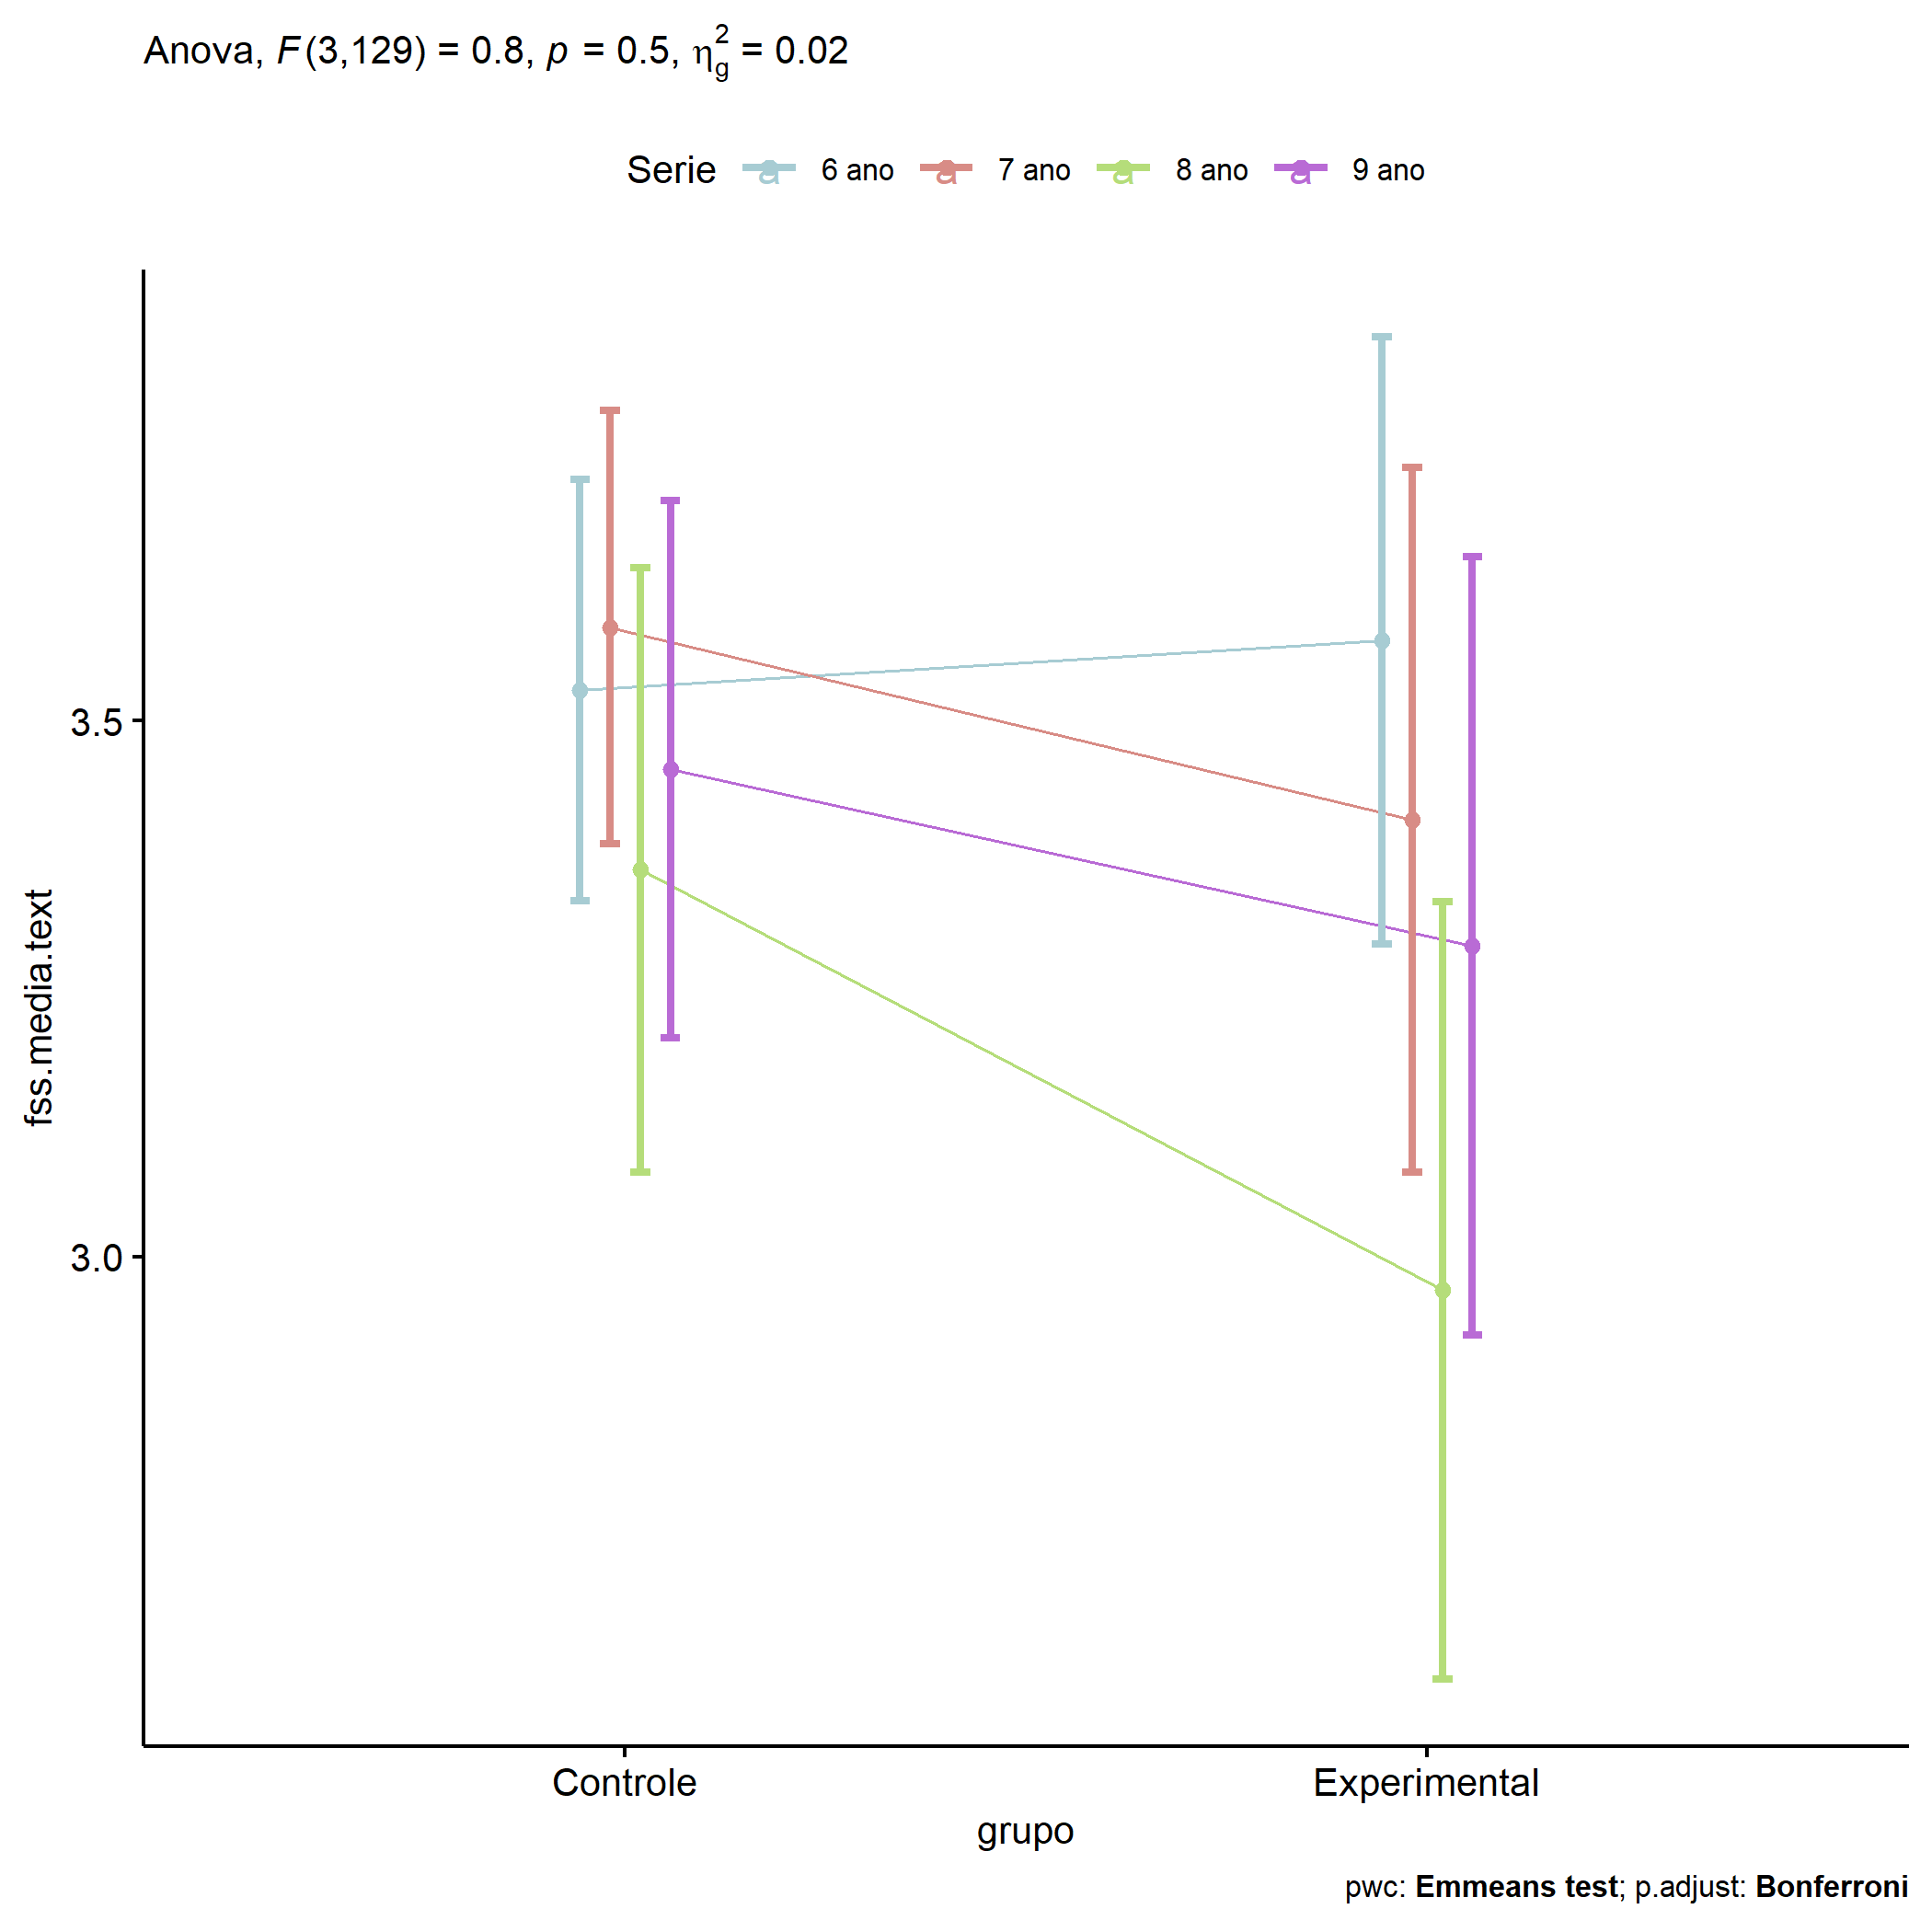 Anova, F(3,129) = 0.8, p = 0.5, η²g = 0.02
Serie a 6 ano a 7 ano a 8 ano a 9 ano
3.5
3.0
fss.media.text
Controle Experimental
grupo
pwc: Emmeans test; p.adjust: Bonferroni